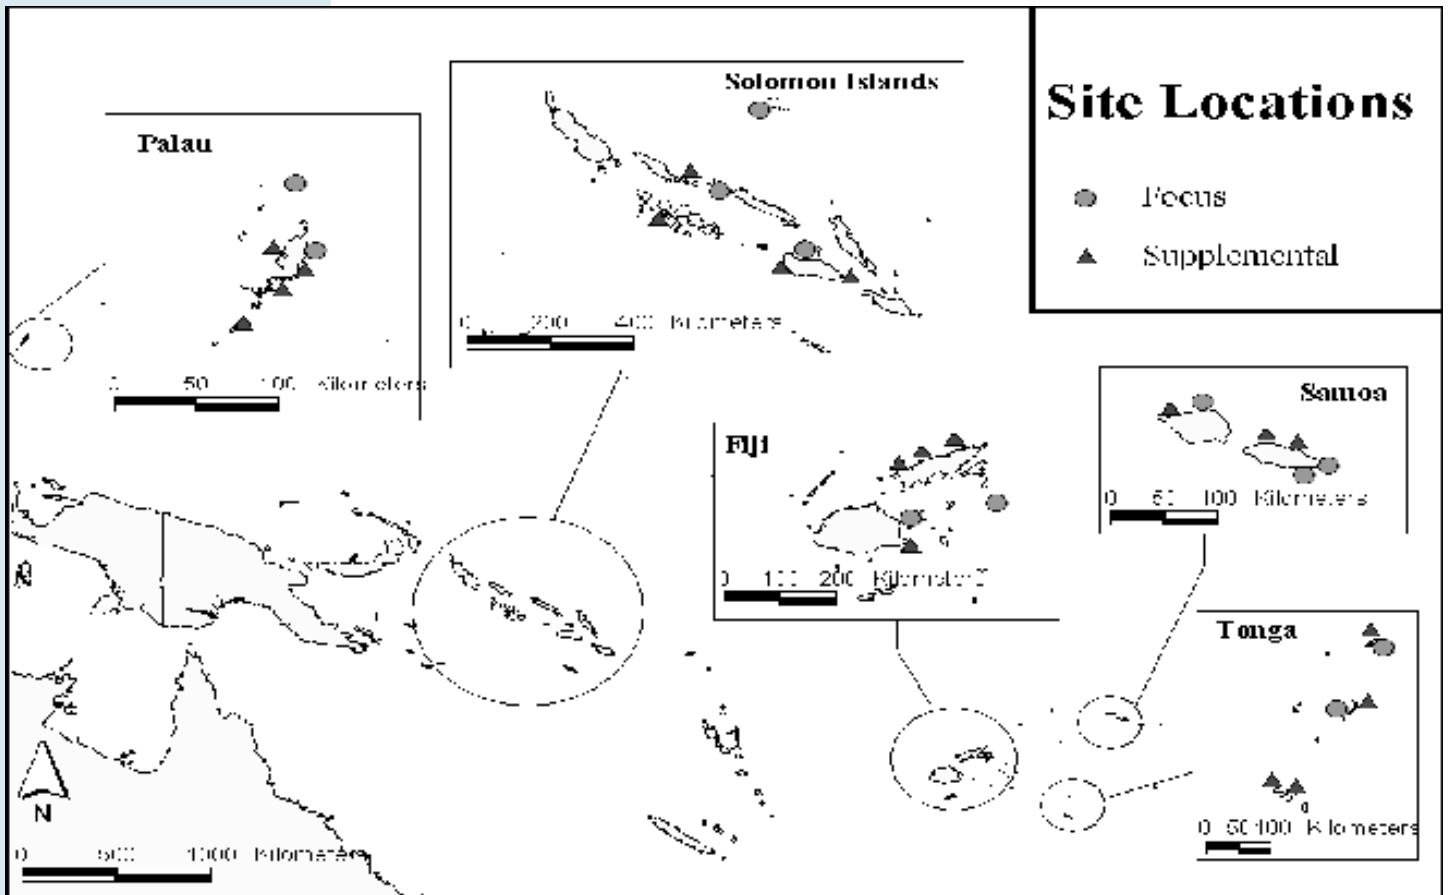 Solomon Islands
Site Locations
Focus
Supplemental
Palau
0 50 100 Kilometers
0 200 400 Kilometers
Samoa
0 50 100 Kilometers
Fiji
0 100 200 Kilometers
Tonga
0 50 100 Kilometers
N
0 500 1000 Kilometers